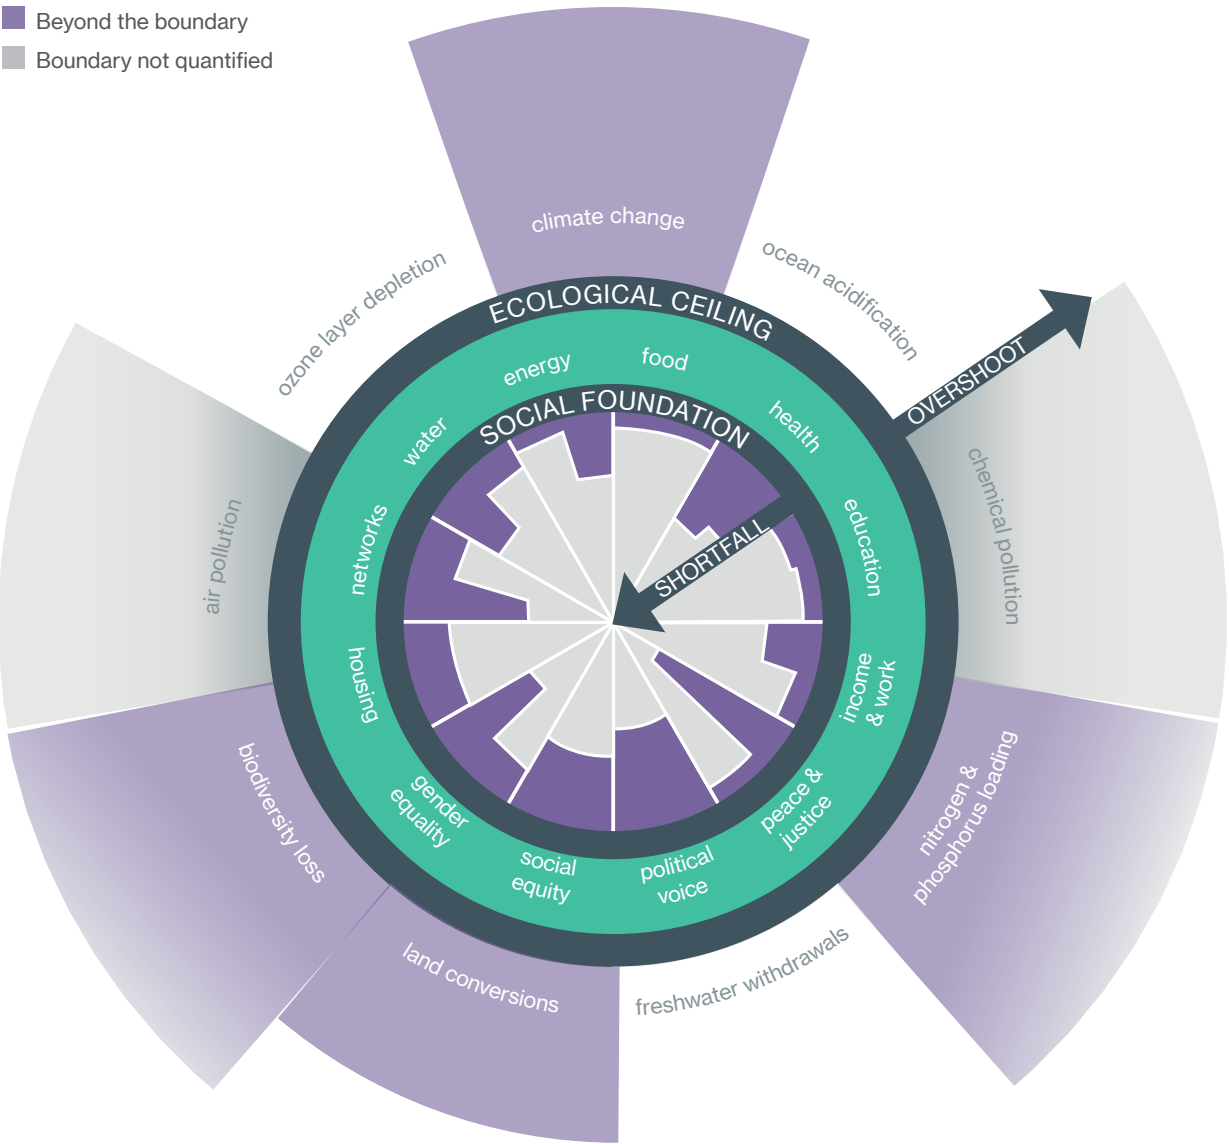 Beyond the boundary
Boundary not quantified
climate change
ocean acidification
OVERSHOOT
chemical pollution
nitrogen &
phosphorus loading
freshwater withdrawals
land conversions
biodiversity loss
air pollution
ozone layer depletion
ECOLOGICAL CEILING
energy
food
health
education
income
& work
peace &
justice
political
voice
social
equity
gender
equality
housing
networks
water
SOCIAL FOUNDATION
SHORTFALL